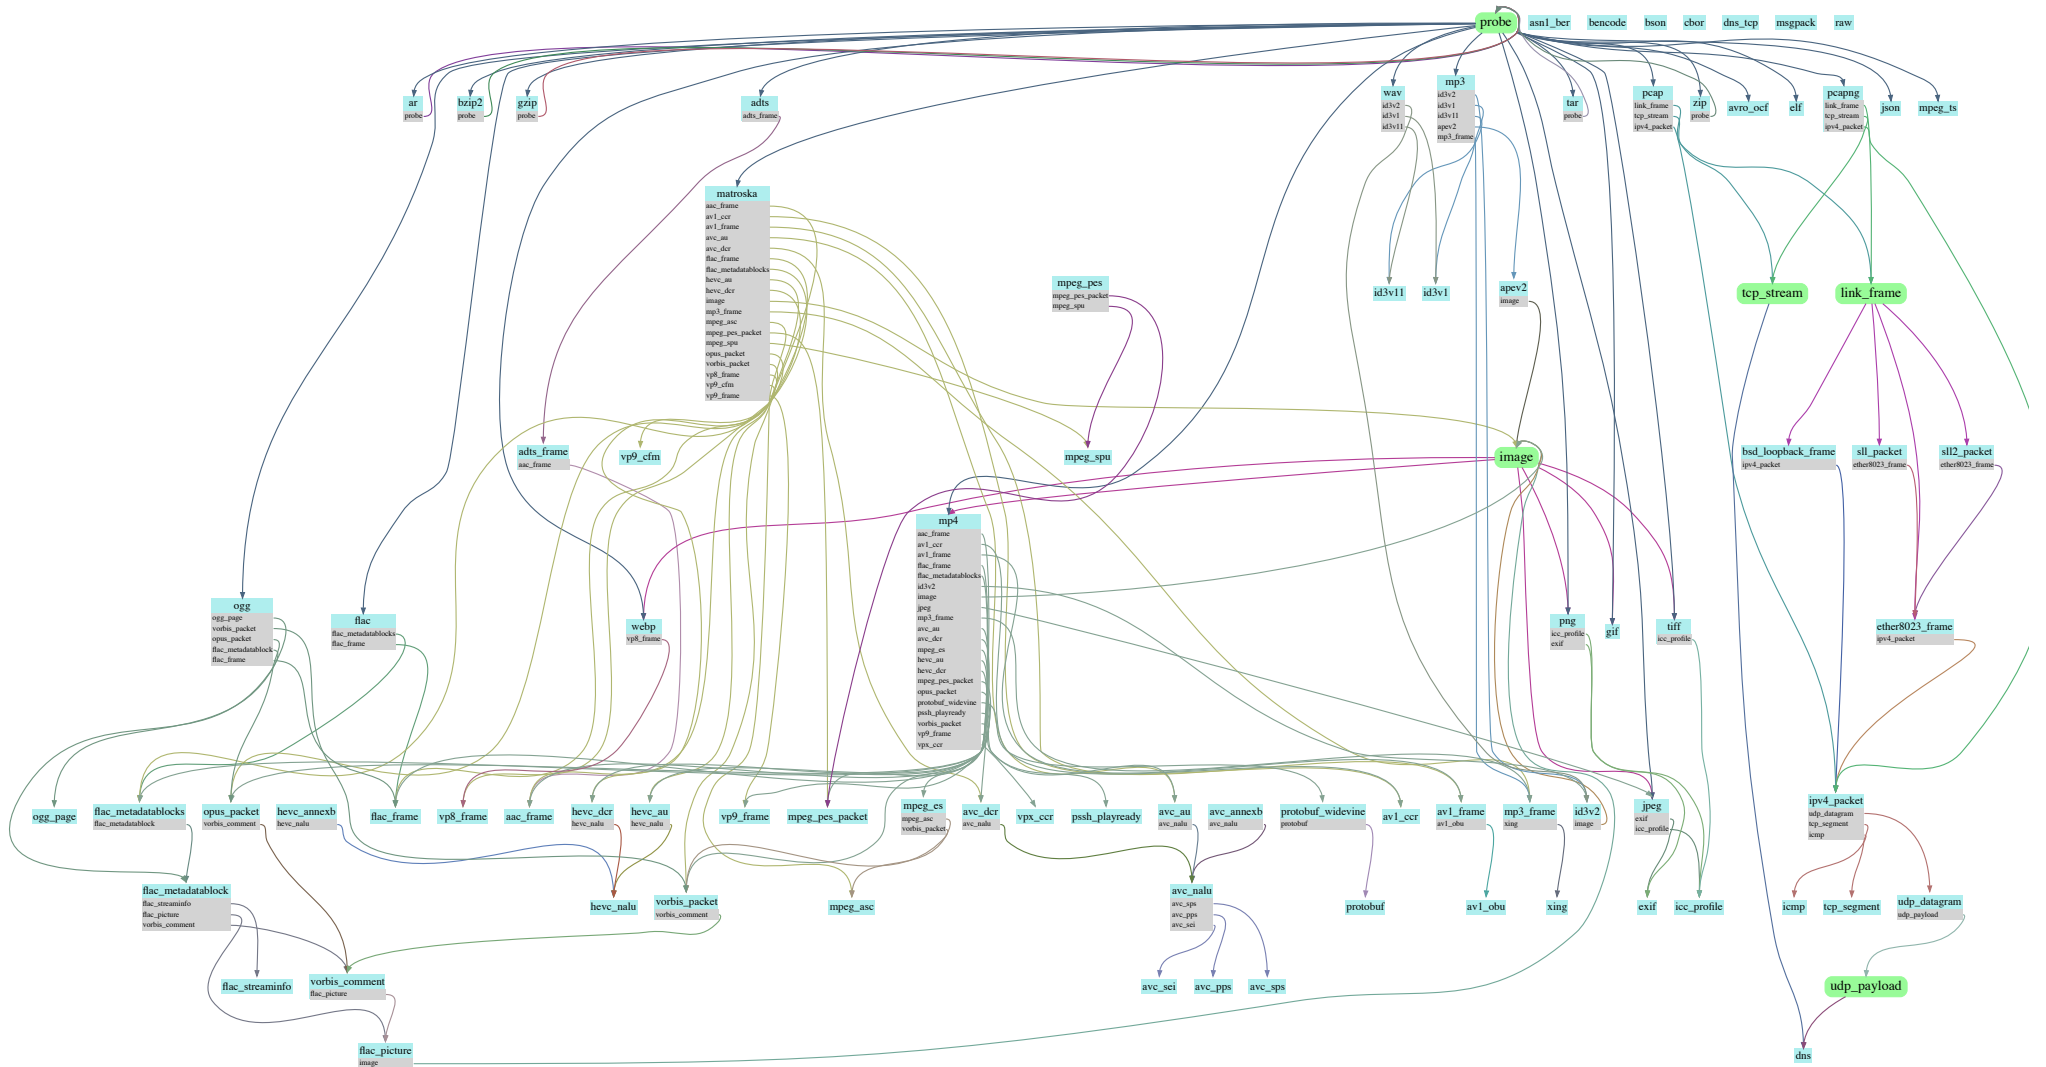 probe
asn1_ber
bencode
bson
cbor
dns_tcp
msgpack
raw
ar
probe
bzip2
probe
gzip
probe
adts
adts_frame
wav
id3v2
id3v1
id3v11
mp3
id3v2
id3v1
id3v11
apev2
mp3_frame
tar
probe
pcap
link_frame
tcp_stream
ipv4_packet
zip
probe
avro_ocf
elf
pcapng
link_frame
tcp_stream
ipv4_packet
json
mpeg_ts
matroska
aac_frame
av1_ccr
av1_frame
avc_au
avc_dcr
flac_frame
flac_metadatablocks
hevc_au
hevc_dcr
image
mp3_frame
mpeg_asc
mpeg_pes_packet
mpeg_spu
opus_packet
vorbis_packet
vp8_frame
vp9_cfm
vp9_frame
mpeg_pes
mpeg_pes_packet
mpeg_spu
id3v11
id3v1
apev2
image
tcp_stream
link_frame
adts_frame
aac_frame
vp9_cfm
mpeg_spu
image
bsd_loopback_frame
ipv4_packet
sll_packet
ether8023_frame
sll2_packet
ether8023_frame
mp4
aac_frame
av1_ccr
av1_frame
flac_frame
flac_metadatablocks
id3v2
image
jpeg
mp3_frame
avc_au
avc_dcr
mpeg_es
hevc_au
hevc_dcr
mpeg_pes_packet
opus_packet
protobuf_widevine
pssh_playready
vorbis_packet
vp9_frame
vpx_ccr
ogg
ogg_page
vorbis_packet
opus_packet
flac_metadatablock
flac_frame
flac
flac_metadatablocks
flac_frame
webp
vp8_frame
png
icc_profile
exif
gif
tiff
icc_profile
ether8023_frame
ipv4_packet
ogg_page
flac_metadatablocks
flac_metadatablock
opus_packet
vorbis_comment
hevc_annexb
hevc_nalu
flac_frame
vp8_frame
aac_frame
hevc_dcr
hevc_nalu
hevc_au
hevc_nalu
vp9_frame
mpeg_pes_packet
mpeg_es
mpeg_asc
vorbis_packet
avc_dcr
avc_nalu
vpx_ccr
pssh_playready
avc_au
avc_nalu
avc_annexb
avc_nalu
protobuf_widevine
protobuf
av1_ccr
av1_frame
av1_obu
mp3_frame
xing
id3v2
image
jpeg
exif
icc_profile
ipv4_packet
udp_datagram
tcp_segment
icmp
flac_metadatablock
flac_streaminfo
flac_picture
vorbis_comment
hevc_nalu
vorbis_packet
vorbis_comment
mpeg_asc
avc_nalu
avc_sps
avc_pps
avc_sei
protobuf
av1_obu
xing
exif
icc_profile
icmp
tcp_segment
udp_datagram
udp_payload
flac_streaminfo
vorbis_comment
flac_picture
avc_sei
avc_pps
avc_sps
udp_payload
flac_picture
image
dns